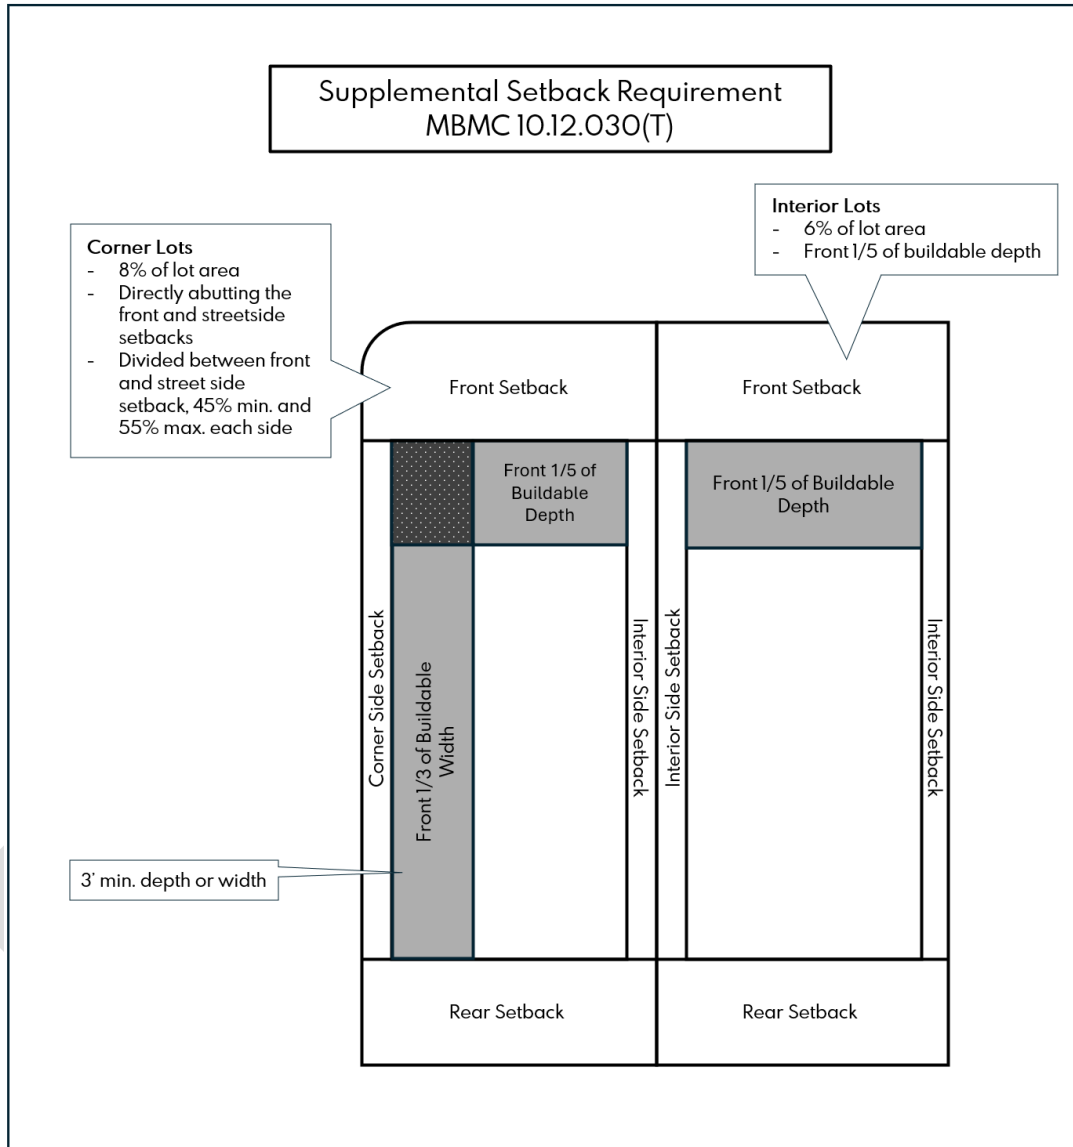 Supplemental Setback Requirement
MBMC 10.12.030(T)
Interior Lots
- 6% of lot area
- Front 1/5 of buildable depth
Corner Lots
- 8% of lot area
- Directly abutting the
front and streetside
setbacks
- Divided between front
and street side
setback, 45% min. and
55% max. each side
Front Setback
Front Setback
Front 1/5 of
Buildable
Depth
Front 1/5 of Buildable
Depth
Corner Side Setback
Front 1/3 of Buildable
Width
Interior Side Setback
Interior Side Setback
Interior Side Setback
3' min. depth or width
Rear Setback
Rear Setback